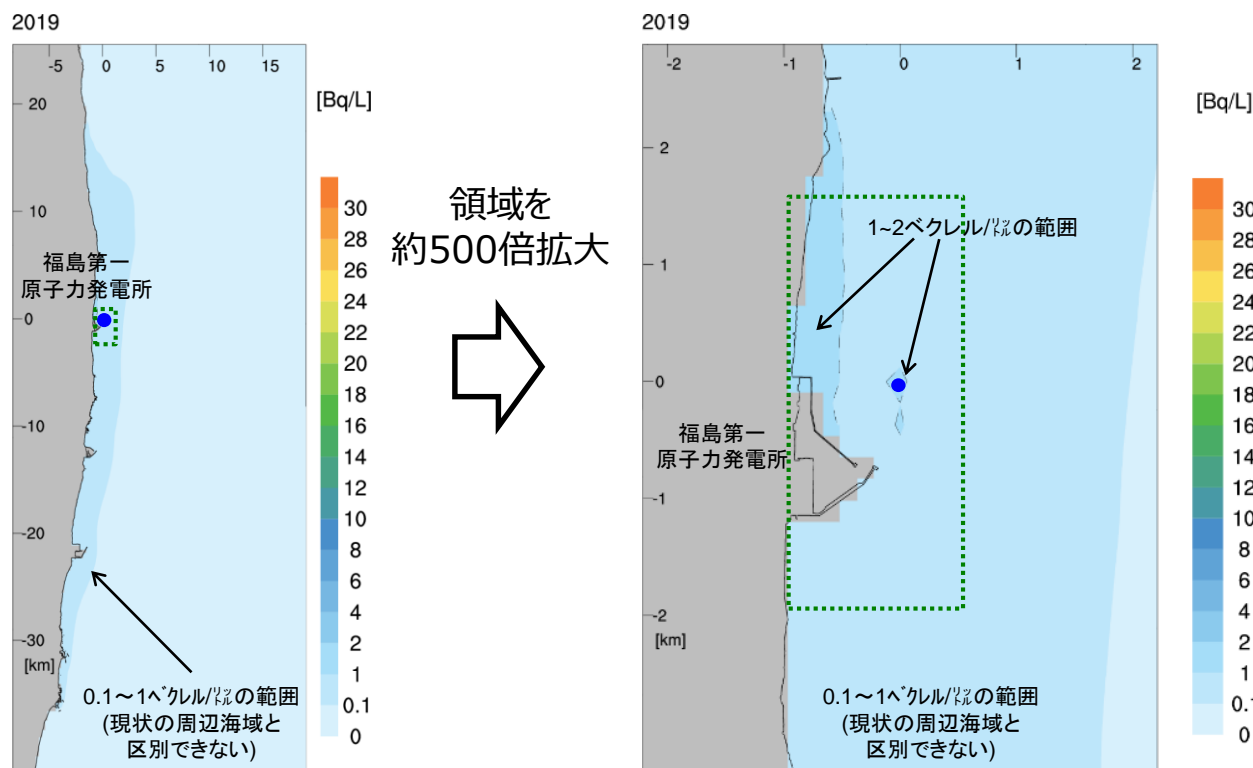 2019
-5 0 5 10 15
20
10
0
-10
-20
-30
[km]
福島第一
原子力発電所
0.1～1ベクレル/㍑の範囲
(現状の周辺海域と
区別できない)
[Bq/L]
30
28
26
24
22
20
18
16
14
12
10
8
6
4
2
1
0.1
0
領域を
約500倍拡大
2019
-2 -1 0 1 2
2
1
0
-1
-2
[km]
1~2ベクレル/㍑の範囲
福島第一
原子力発電所
0.1～1ベクレル/㍑の範囲
(現状の周辺海域と
区別できない)
[Bq/L]
30
28
26
24
22
20
18
16
14
12
10
8
6
4
2
1
0.1
0